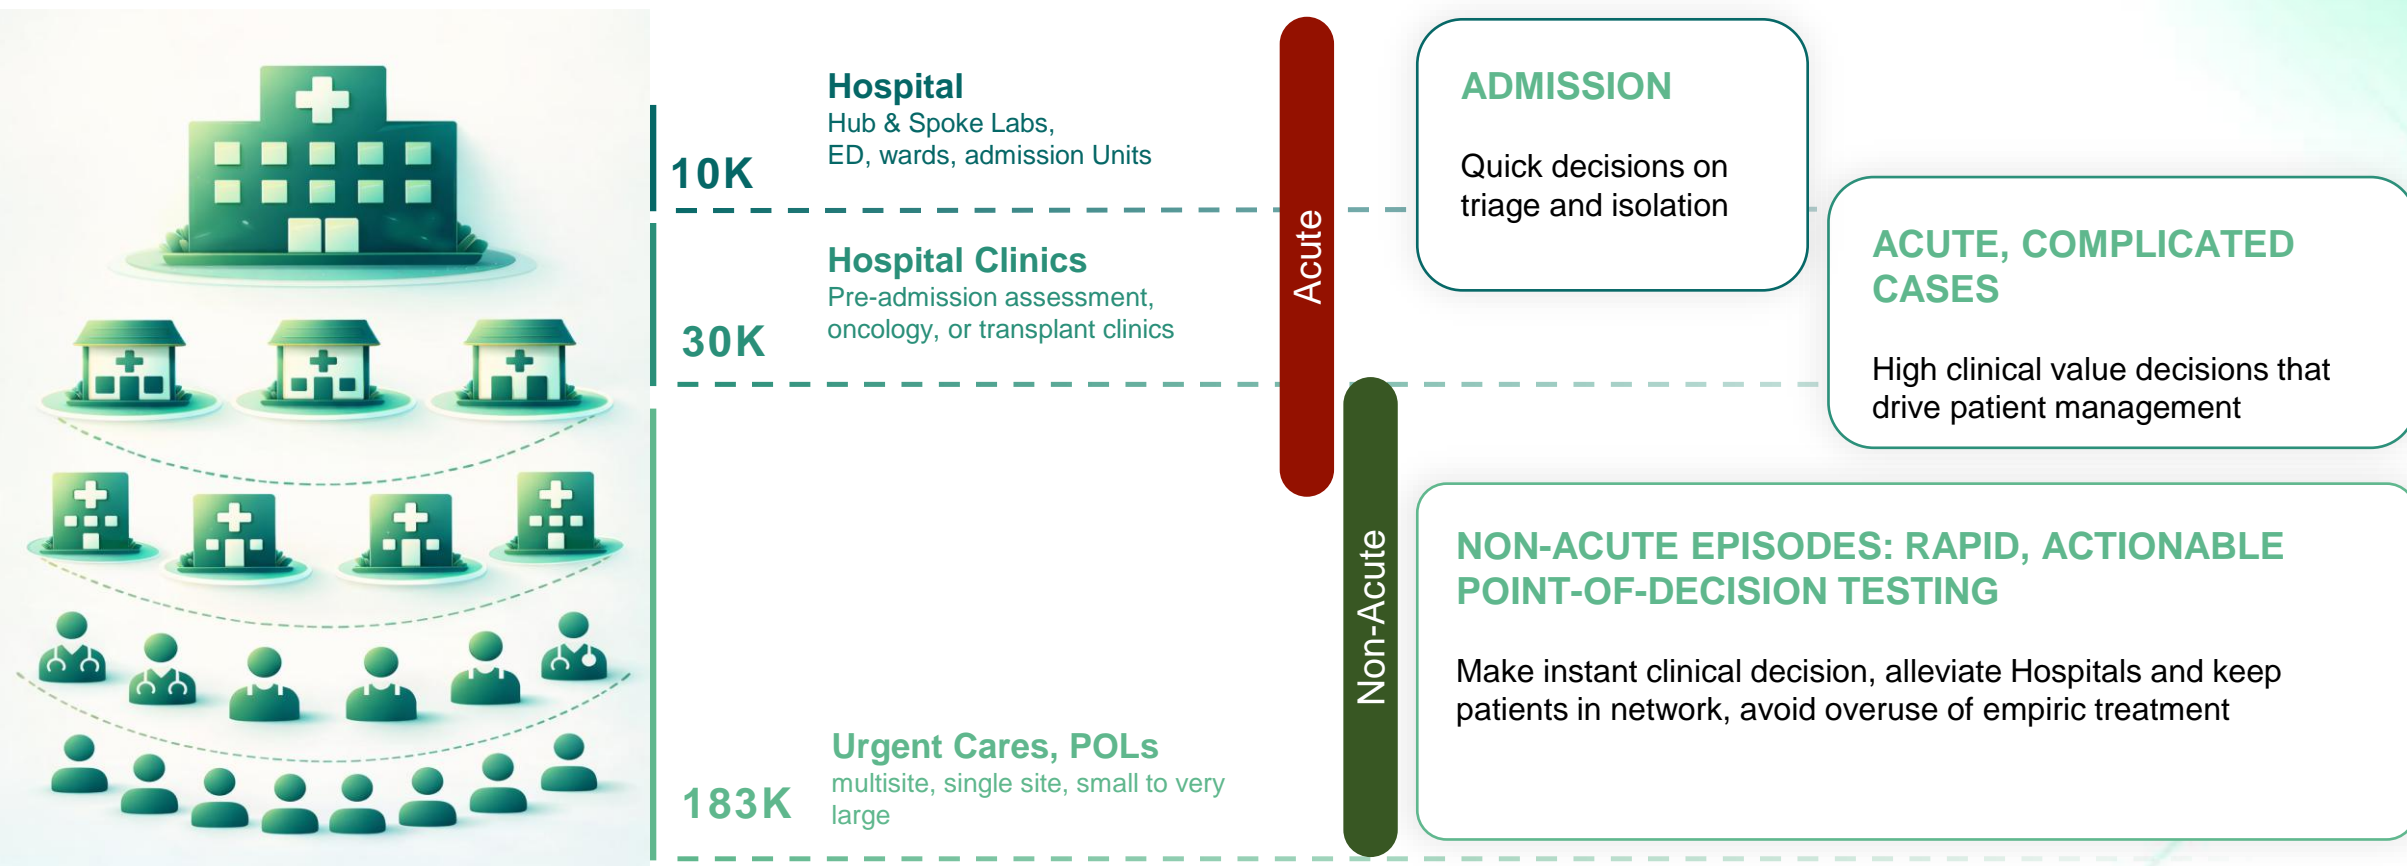 10K
Hospital
Hub & Spoke Labs,
ED, wards, admission Units
30K
Hospital Clinics
Pre-admission assessment,
oncology, or transplant clinics
183K
Urgent Cares, POLs
multisite, single site, small to very
large
Acute
Non-Acute
ADMISSION
Quick decisions on
triage and isolation
ACUTE, COMPLICATED
CASES
High clinical value decisions that
drive patient management
NON-ACUTE EPISODES: RAPID, ACTIONABLE
POINT-OF-DECISION TESTING
Make instant clinical decision, alleviate Hospitals and keep
patients in network, avoid overuse of empiric treatment